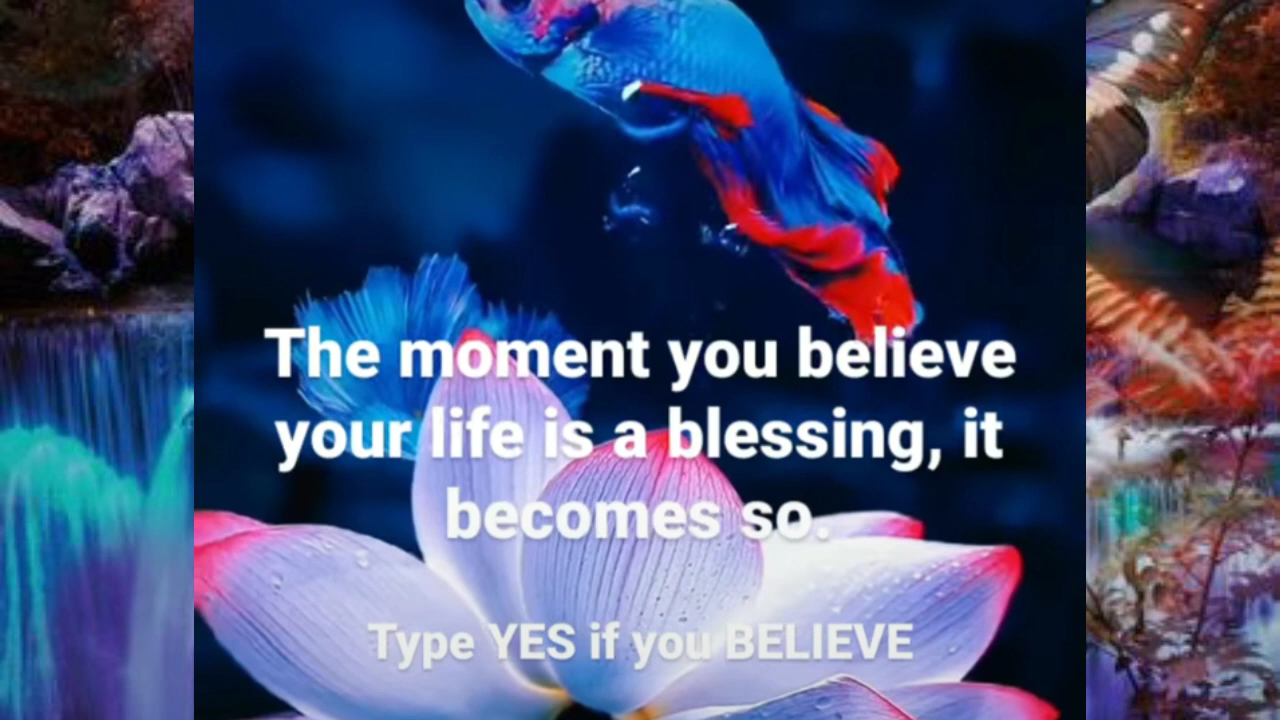 The moment you believe
your life is a blessing, it
becomes so.
Type YES if you BELIEVE